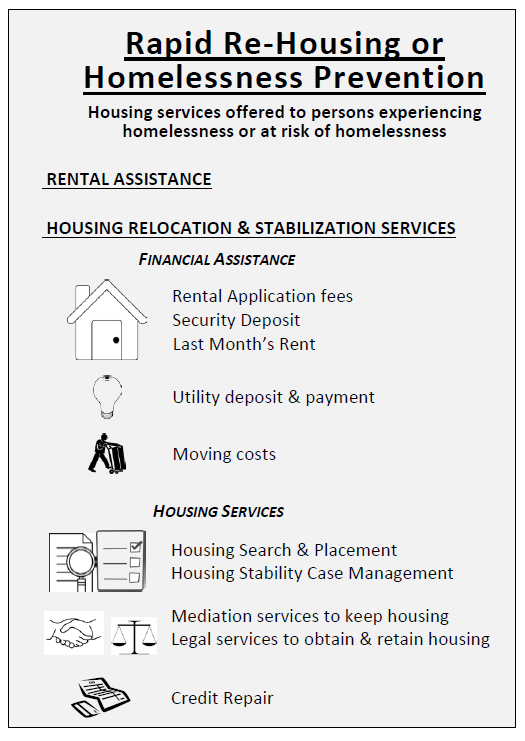 Rapid Re-Housing or
Homelessness Prevention
Housing services offered to persons experiencing
homelessness or at risk of homelessness
RENTAL ASSISTANCE
HOUSING RELOCATION & STABILIZATION SERVICES
FINANCIAL ASSISTANCE
Rental Application fees
Security Deposit
Last Month's Rent
Utility deposit & payment
Moving costs
HOUSING SERVICES
Housing Search & Placement
Housing Stability Case Management
Mediation services to keep housing
Legal services to obtain & retain housing
Credit Repair